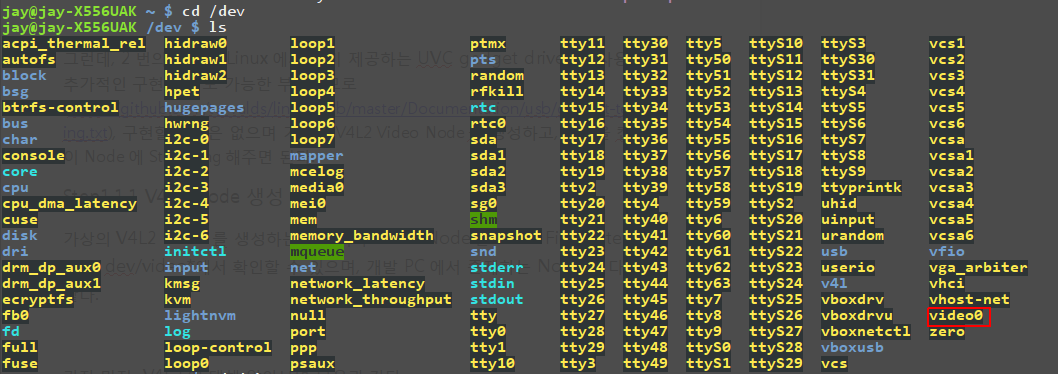 jay@jay-X556UAK ~ $ cd /dev
jay@jay-X556UAK /dev $ ls
acpi_thermal_rel hidraw0 loop1 ptmx tty11 tty30 tty5 ttyS10 ttyS3 vcs1
autofs hidraw1 loop2 pts tty12 tty31 tty50 ttyS11 ttyS30 vcs2
block hidraw2 loop3 random tty13 tty32 tty51 ttyS12 ttyS31 vcs3
bsg hpet loop4 rfkill tty14 tty33 tty52 ttyS13 ttyS4 vcs4
btrfs-control hugepages loop5 rtc tty15 tty34 tty53 ttyS14 ttyS5 vcs5
bus hwrng loop6 rtc0 tty16 tty35 tty54 ttyS15 ttyS6 vcs6
char i2c-0 loop7 sda tty17 tty36 tty55 ttyS16 ttyS7 vcsa
console i2c-1 mapper sda1 tty18 tty37 tty56 ttyS17 ttyS8 vcsa1
core i2c-2 mcelog sda2 tty19 tty38 tty57 ttyS18 ttyS9 vcsa2
cpu i2c-3 media0 sda3 tty2 tty39 tty58 ttyS19 ttyprintk vcsa3
cpu_dma_latency i2c-4 mei0 sg0 tty20 tty4 tty59 ttyS2 uhid vcsa4
cuse i2c-5 mem shm tty21 tty40 tty6 ttyS20 uinput vcsa5
disk i2c-6 memory_bandwidth snapshot tty22 tty41 tty60 ttyS21 urandom vcsa6
dri initctl mqueue snd tty23 tty42 tty61 ttyS22 usb vfio
drm_dp_aux0 input net stderr tty24 tty43 tty62 ttyS23 userio vga_arbiter
drm_dp_aux1 kmsg network_latency stdin tty25 tty44 tty63 ttyS24 v4l vhci
ecryptfs kvm network_throughput stdout tty26 tty45 tty7 ttyS25 vboxdrv vhost-net
fb0 lightnvm null tty tty27 tty46 tty8 ttyS26 vboxdrvu video0
fd log port tty0 tty28 tty47 tty9 ttyS27 vboxnetctl zero
full loop-control ppp tty1 tty29 tty48 ttyS0 ttyS28 vboxusb
fuse loop0 psaux tty10 tty3 tty49 ttyS1 ttyS29 vcs